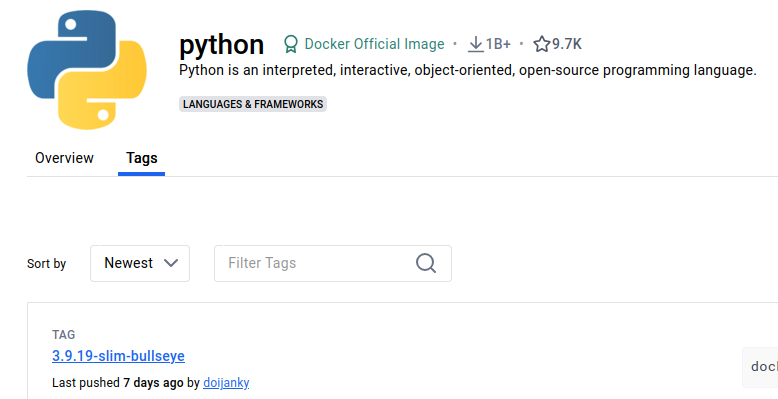 python Docker Official Image • 1B+ • 9.7K
Python is an interpreted, interactive, object-oriented, open-source programming language.
LANGUAGES & FRAMEWORKS
Overview Tags
Sort by Newest Filter Tags
TAG
3.9.19-slim-bullseye
Last pushed 7 days ago by doijanky